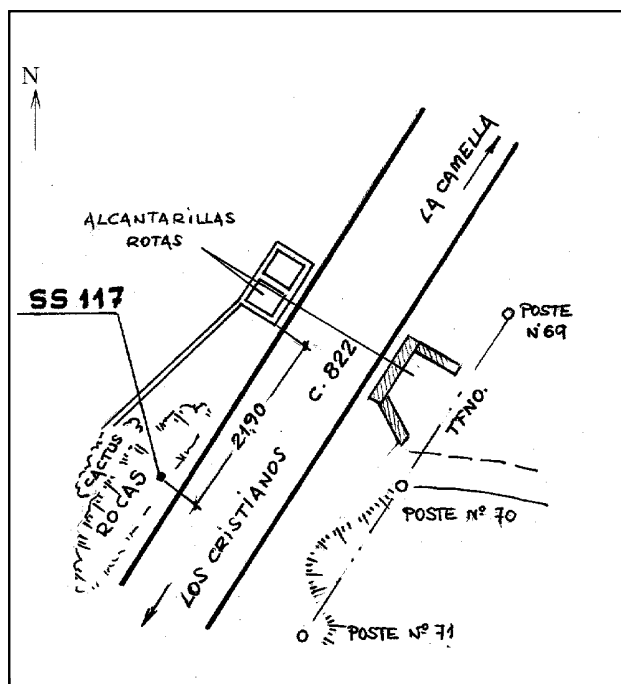 N
LA CAMELLA
ALCANTARILLAS
ROTAS
SS 117
POSTE
Nº69
C. 822
TFNO.
21,90
CACTUS
ROCAS
LOS CRISTIANOS
POSTE Nº 70
POSTE Nº 71